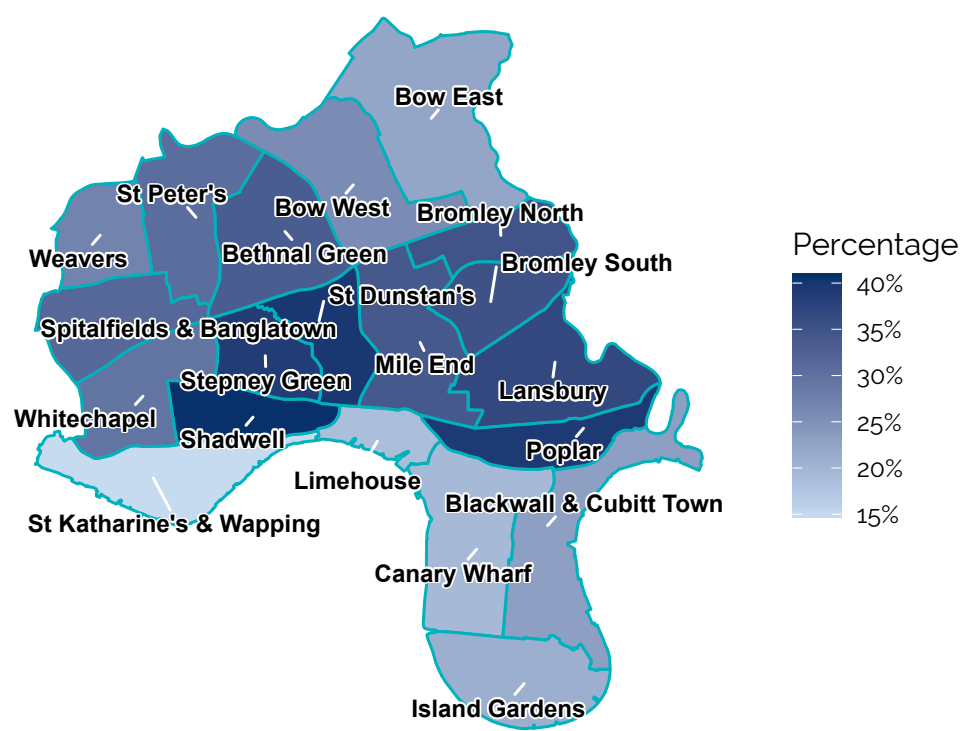 Bow East
St Peter's
Bow West
Bromley North
Weavers
Bethnal Green
Bromley South
St Dunstan's
Spitalfields & Banglatown
Mile End
Stepney Green
Lansbury
Whitechapel
Shadwell
Poplar
Limehouse
Blackwall & Cubitt Town
St Katharine's & Wapping
Canary Wharf
Island Gardens
Percentage
40%
35%
30%
25%
20%
15%